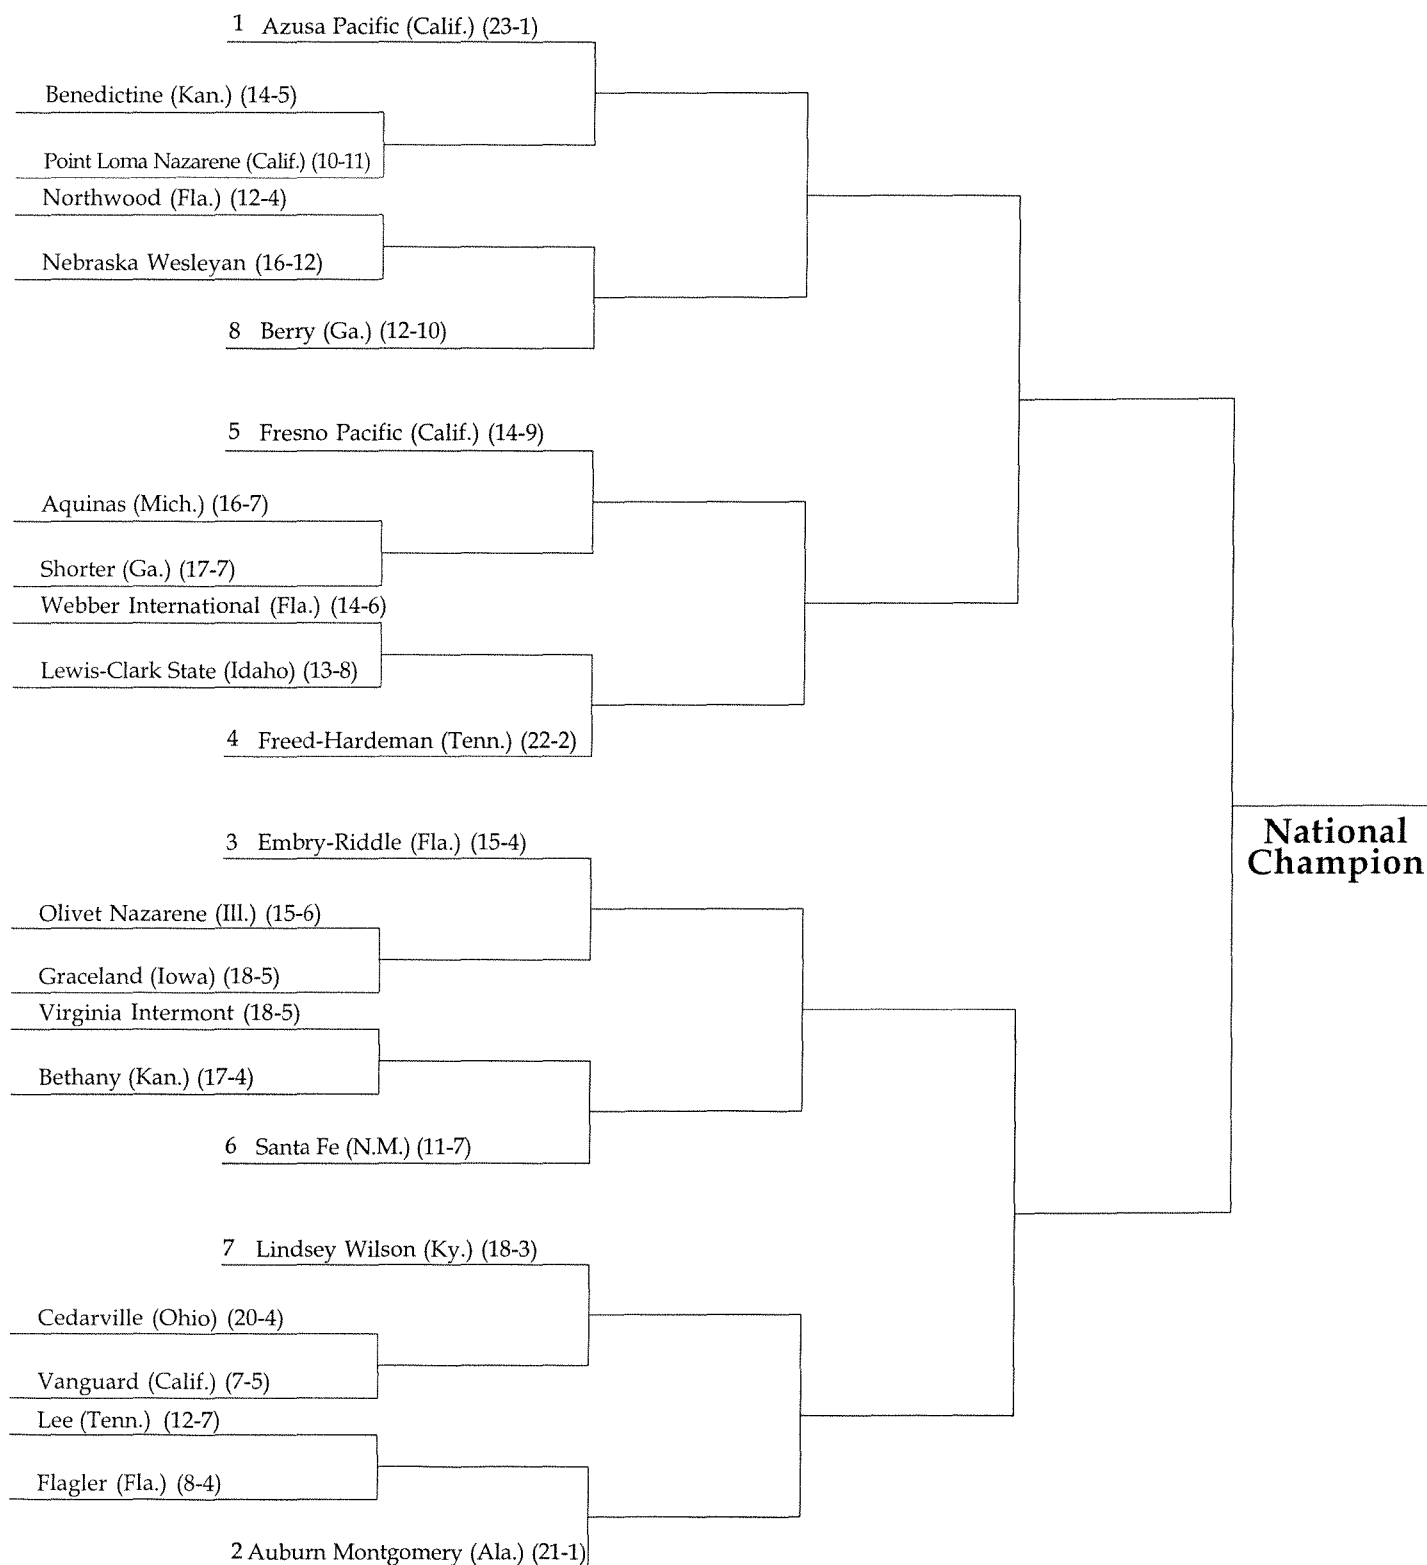 1 Azusa Pacific (Calif.) (23-1)
Benedictine (Kan.) (14-5)
Point Loma Nazarene (Calif.) (10-11)
Northwood (Fla.) (12-4)
Nebraska Wesleyan (16-12)
8 Berry (Ga.) (12-10)
5 Fresno Pacific (Calif.) (14-9)
Aquinas (Mich.) (16-7)
Shorter (Ga.) (17-7)
Webber International (Fla.) (14-6)
Lewis-Clark State (Idaho) (13-8)
4 Freed-Hardeman (Tenn.) (22-2)
3 Embry-Riddle (Fla.) (15-4)
National
Champion
Olivet Nazarene (Ill.) (15-6)
Graceland (Iowa) (18-5)
Virginia Intermont (18-5)
Bethany (Kan.) (17-4)
6 Santa Fe (N.M.) (11-7)
7 Lindsey Wilson (Ky.) (18-3)
Cedarville (Ohio) (20-4)
Vanguard (Calif.) (7-5)
Lee (Tenn.) (12-7)
Flagler (Fla.) (8-4)
2 Auburn Montgomery (Ala.) (21-1)